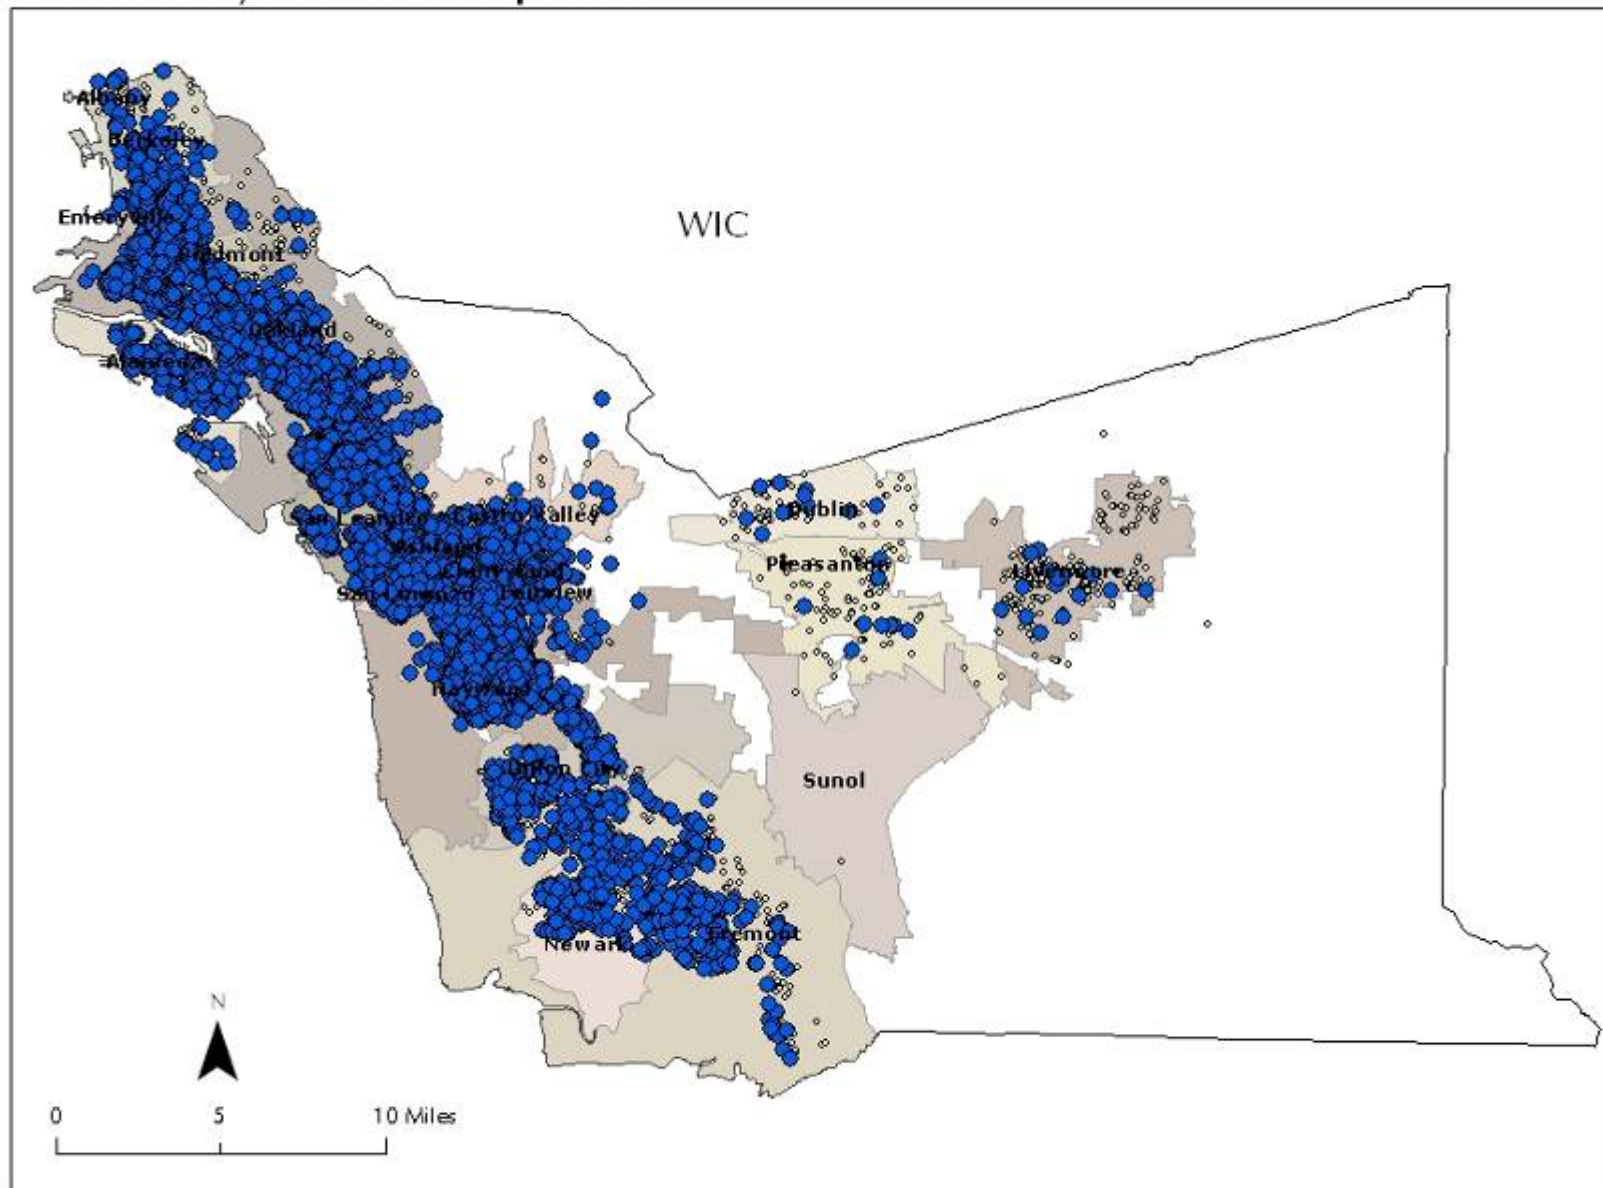 Albany
Berkeley
WIC
Emeryville
Piedmont
Oakland
Alameda
San Leandro
Castro Valley
Dublin
Ashland
Pleasanton
Livermore
Cherryland
San Lorenzo
Fairview
Hayward
Union City
Sunol
Fremont
Newark
N
0 5 10 Miles